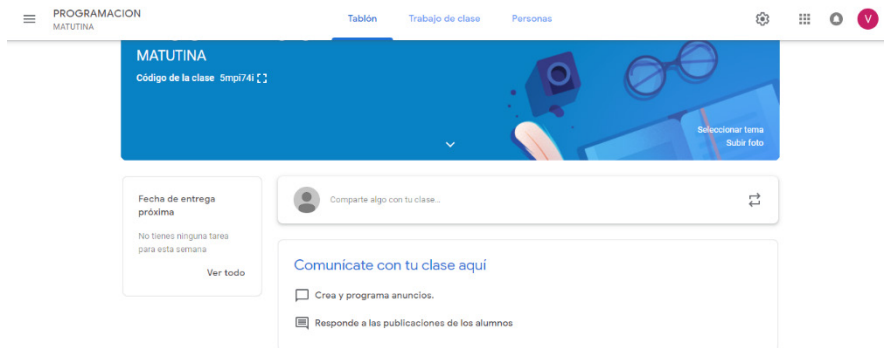 PROGRAMACION
MATUTINA
Tablón Trabajo de clase Personas
V
MATUTINA
Código de la clase 5mpi74i
Seleccionar tema
Subir foto
Fecha de entrega
próxima
No tienes ninguna tarea
para esta semana
Ver todo
Comparte algo con tu clase...
Comunícate con tu clase aquí
Crea y programa anuncios.
Responde a las publicaciones de los alumnos